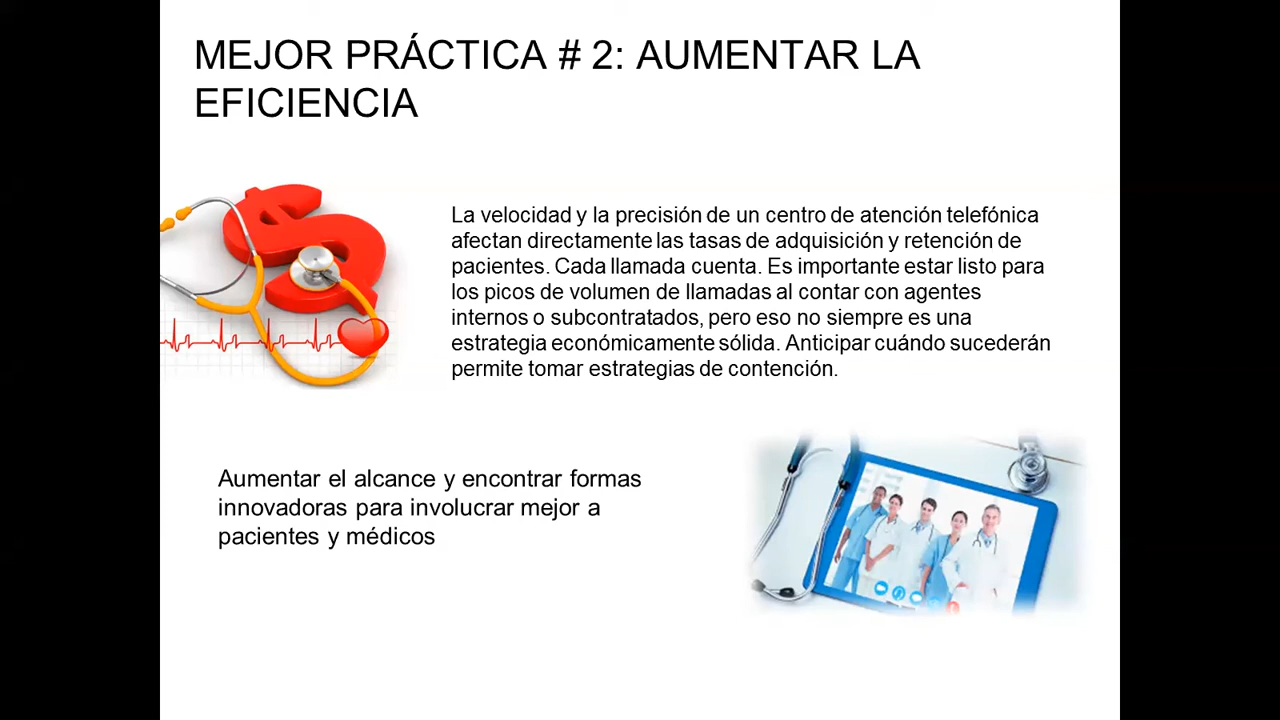 MEJOR PRÁCTICA # 2: AUMENTAR LA
EFICIENCIA
La velocidad y la precisión de un centro de atención telefónica
afectan directamente las tasas de adquisición y retención de
pacientes. Cada llamada cuenta. Es importante estar listo para
los picos de volumen de llamadas al contar con agentes
internos o subcontratados, pero eso no siempre es una
estrategia económicamente sólida. Anticipar cuándo sucederán
permite tomar estrategias de contención.
Aumentar el alcance y encontrar formas
innovadoras para involucrar mejor a
pacientes y médicos